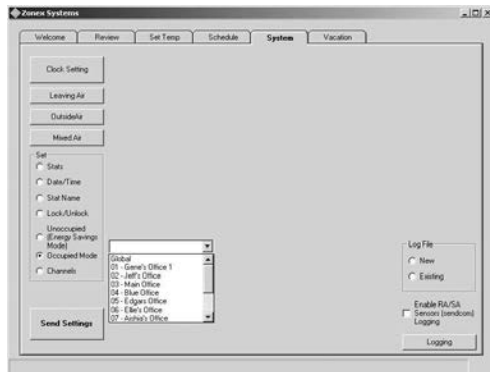 Zonex Systems
Welcome
Review
Set Temp
Schedule
System
Vacation
Clock Setting
Leaving Air
OutsideAir
Mixed Air
Set
Stats
Date/Time
Stat Name
Lock/Unlock
Unoccupied
(Energy Savings
Mode)
Occupied Mode
Channels
Send Settings
Global
01 - Gene's Office 1
02 - Jeff's Office
03 - Main Office
04 - Blue Office
05 - Edgars Office
06 - Ellie's Office
07 - Aishia's Office
Log File
New
Existing
Enable RA/SA
Sensors (sendcom)
Logging
Logging